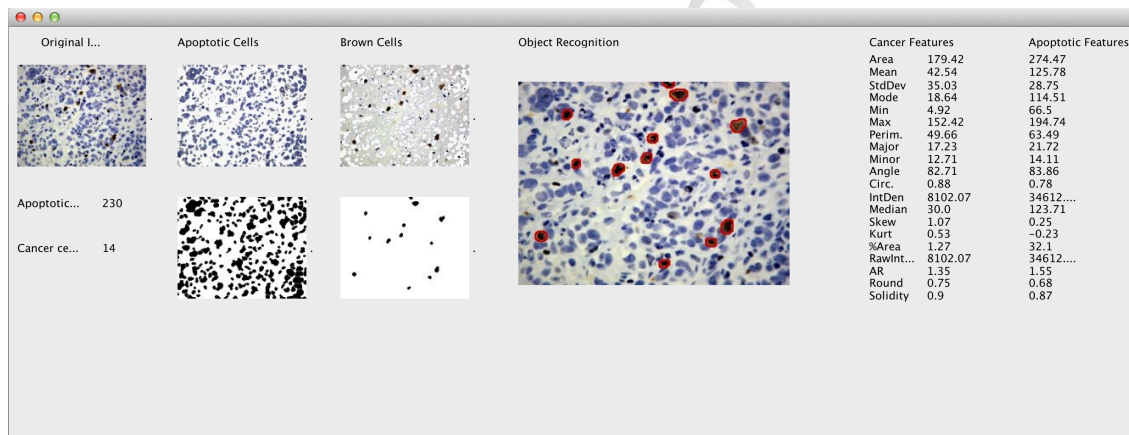 Original I... Apoptotic Cells Brown Cells Object Recognition Cancer Features Apoptotic Features
Area 179.42 274.47
Mean 42.54 125.78
StdDev 35.03 28.75
Mode 18.64 114.51
Min 4.92 66.5
Max 152.42 194.74
Perim. 49.66 63.49
Major 17.23 21.72
Minor 12.71 14.11
Angle 82.71 83.86
Circ. 0.88 0.78
IntDen 8102.07 34612....
Median 30.0 123.71
Skew 1.07 0.25
Kurt 0.53 −0.23
%Area 1.27 32.1
RawInt... 8102.07 34612....
AR 1.35 1.55
Round 0.75 0.68
Solidity 0.9 0.87
Apoptotic... 230
Cancer ce... 14